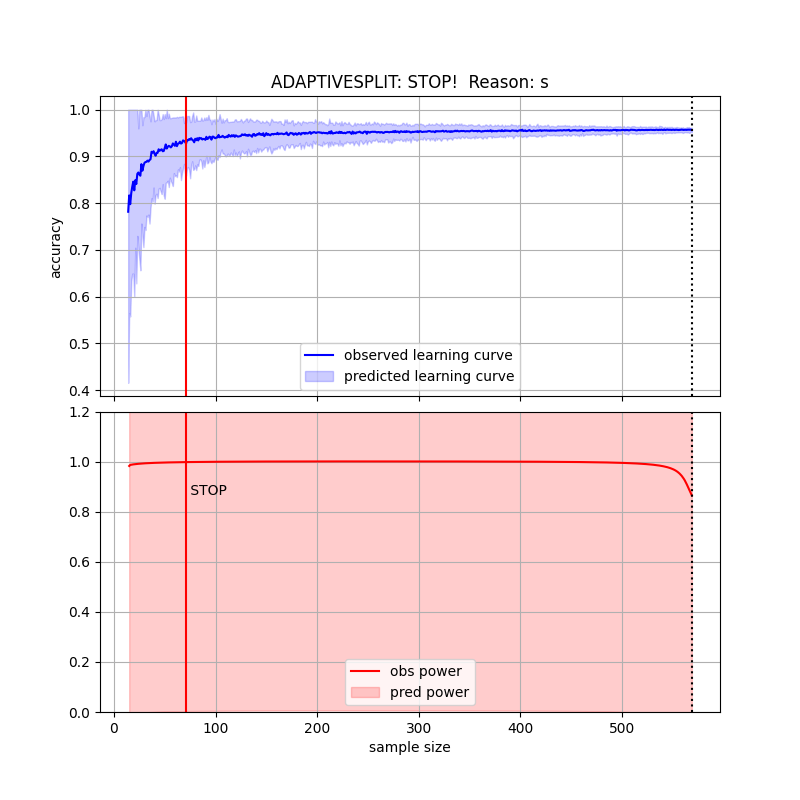 ADAPTIVESPLIT: STOP!  Reason: s
1.0
0.9
0.8
0.7
0.6
0.5
0.4
accuracy
observed learning curve
predicted learning curve
1.2
1.0
0.8
0.6
0.4
0.2
0.0
STOP
obs power
pred power
0
100
200
300
400
500
sample size